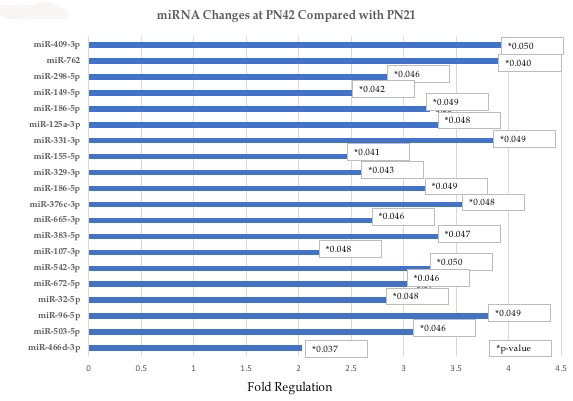 miRNA Changes at PN42 Compared with PN21
miR-409-3p *0.050
miR-762 *0.040
miR-298-5p *0.046
miR-149-5p *0.042
miR-186-5p *0.049
miR-125a-3p *0.048
miR-331-3p *0.049
miR-155-5p *0.041
miR-329-3p *0.043
miR-186-5p *0.049
miR-376c-3p *0.048
miR-665-3p *0.046
miR-383-5p *0.047
miR-107-3p *0.048
miR-542-3p *0.050
miR-672-5p *0.046
miR-32-5p *0.048
miR-96-5p *0.049
miR-503-5p *0.046
miR-466d-3p *0.037
*p-value
0 0.5 1 1.5 2 2.5 3 3.5 4 4.5
Fold Regulation